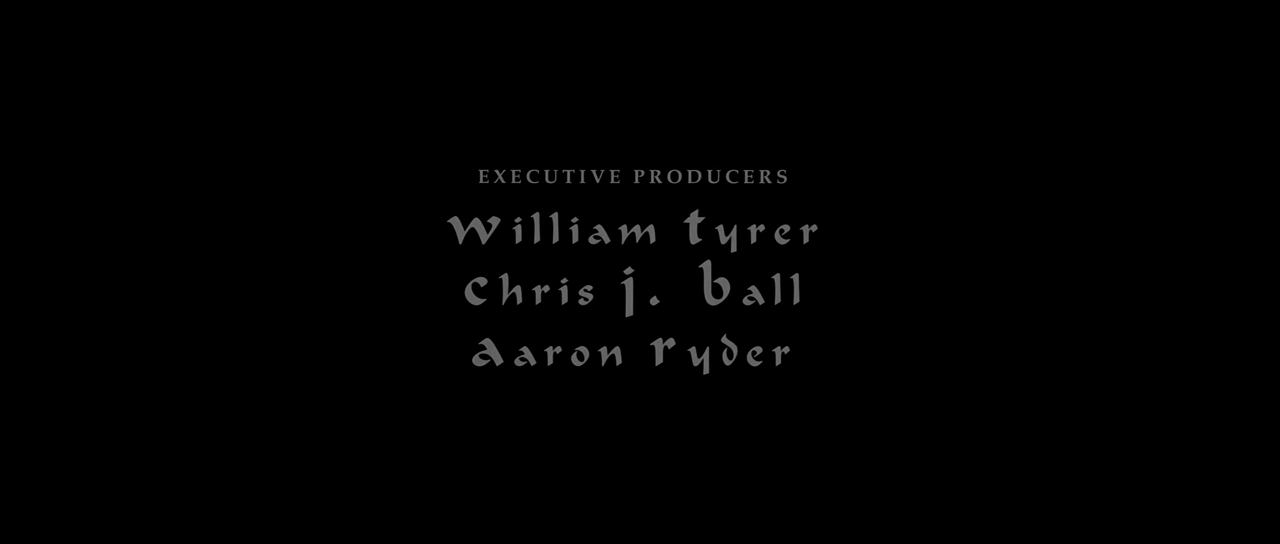 EXECUTIVE PRODUCERS
William Tyrer
Chris J. Ball
Aaron Ryder